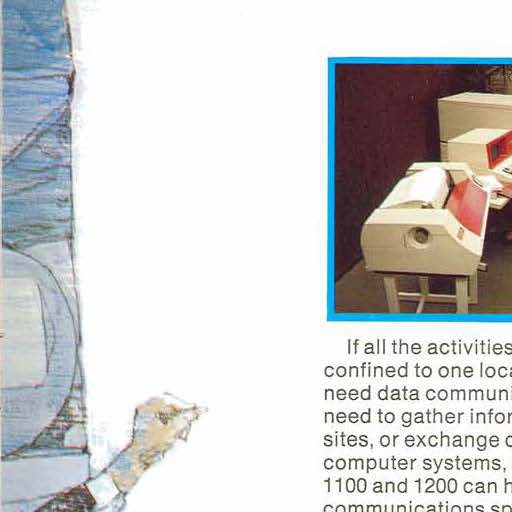 If all the activities
confined to one loca
need data communi
need to gather infor
sites, or exchange
computer systems,
1100 and 1200 can h
communications sp